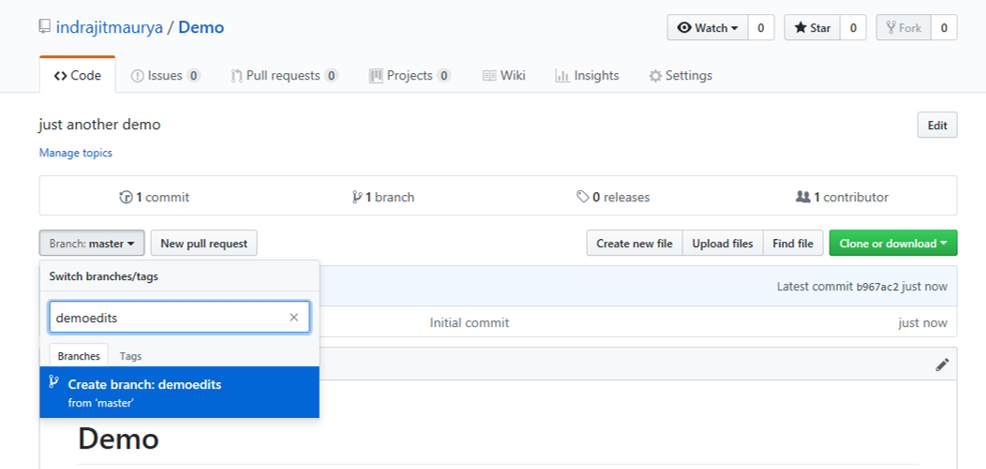 indrajitmaurya / Demo
Watch 0 Star 0 Fork 0
Code Issues 0 Pull requests 0 Projects 0 Wiki Insights Settings
just another demo
Edit
Manage topics
1 commit 1 branch 0 releases 1 contributor
Branch: master New pull request Create new file Upload files Find file Clone or download
Switch branches/tags
Latest commit b967ac2 just now
demoedits
Initial commit just now
Branches Tags
Create branch: demoedits
from 'master'
Demo